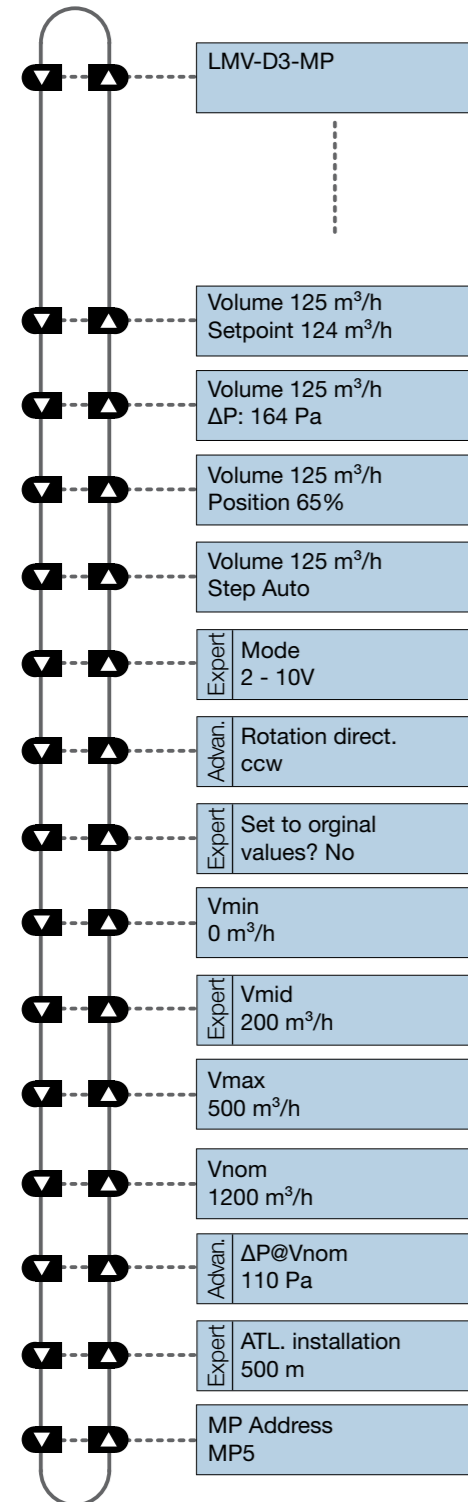 LMV-D3-MP
Volume 125 m³/h
Setpoint 124 m³/h
Volume 125 m³/h
ΔP: 164 Pa
Volume 125 m³/h
Position 65%
Volume 125 m³/h
Step Auto
Expert
Mode
2 - 10V
Advan.
Rotation direct.
ccw
Expert
Set to orginal
values? No
Vmin
0 m³/h
Expert
Vmid
200 m³/h
Vmax
500 m³/h
Vnom
1200 m³/h
Advan.
ΔP@Vnom
110 Pa
Expert
ATL. installation
500 m
MP Address
MP5